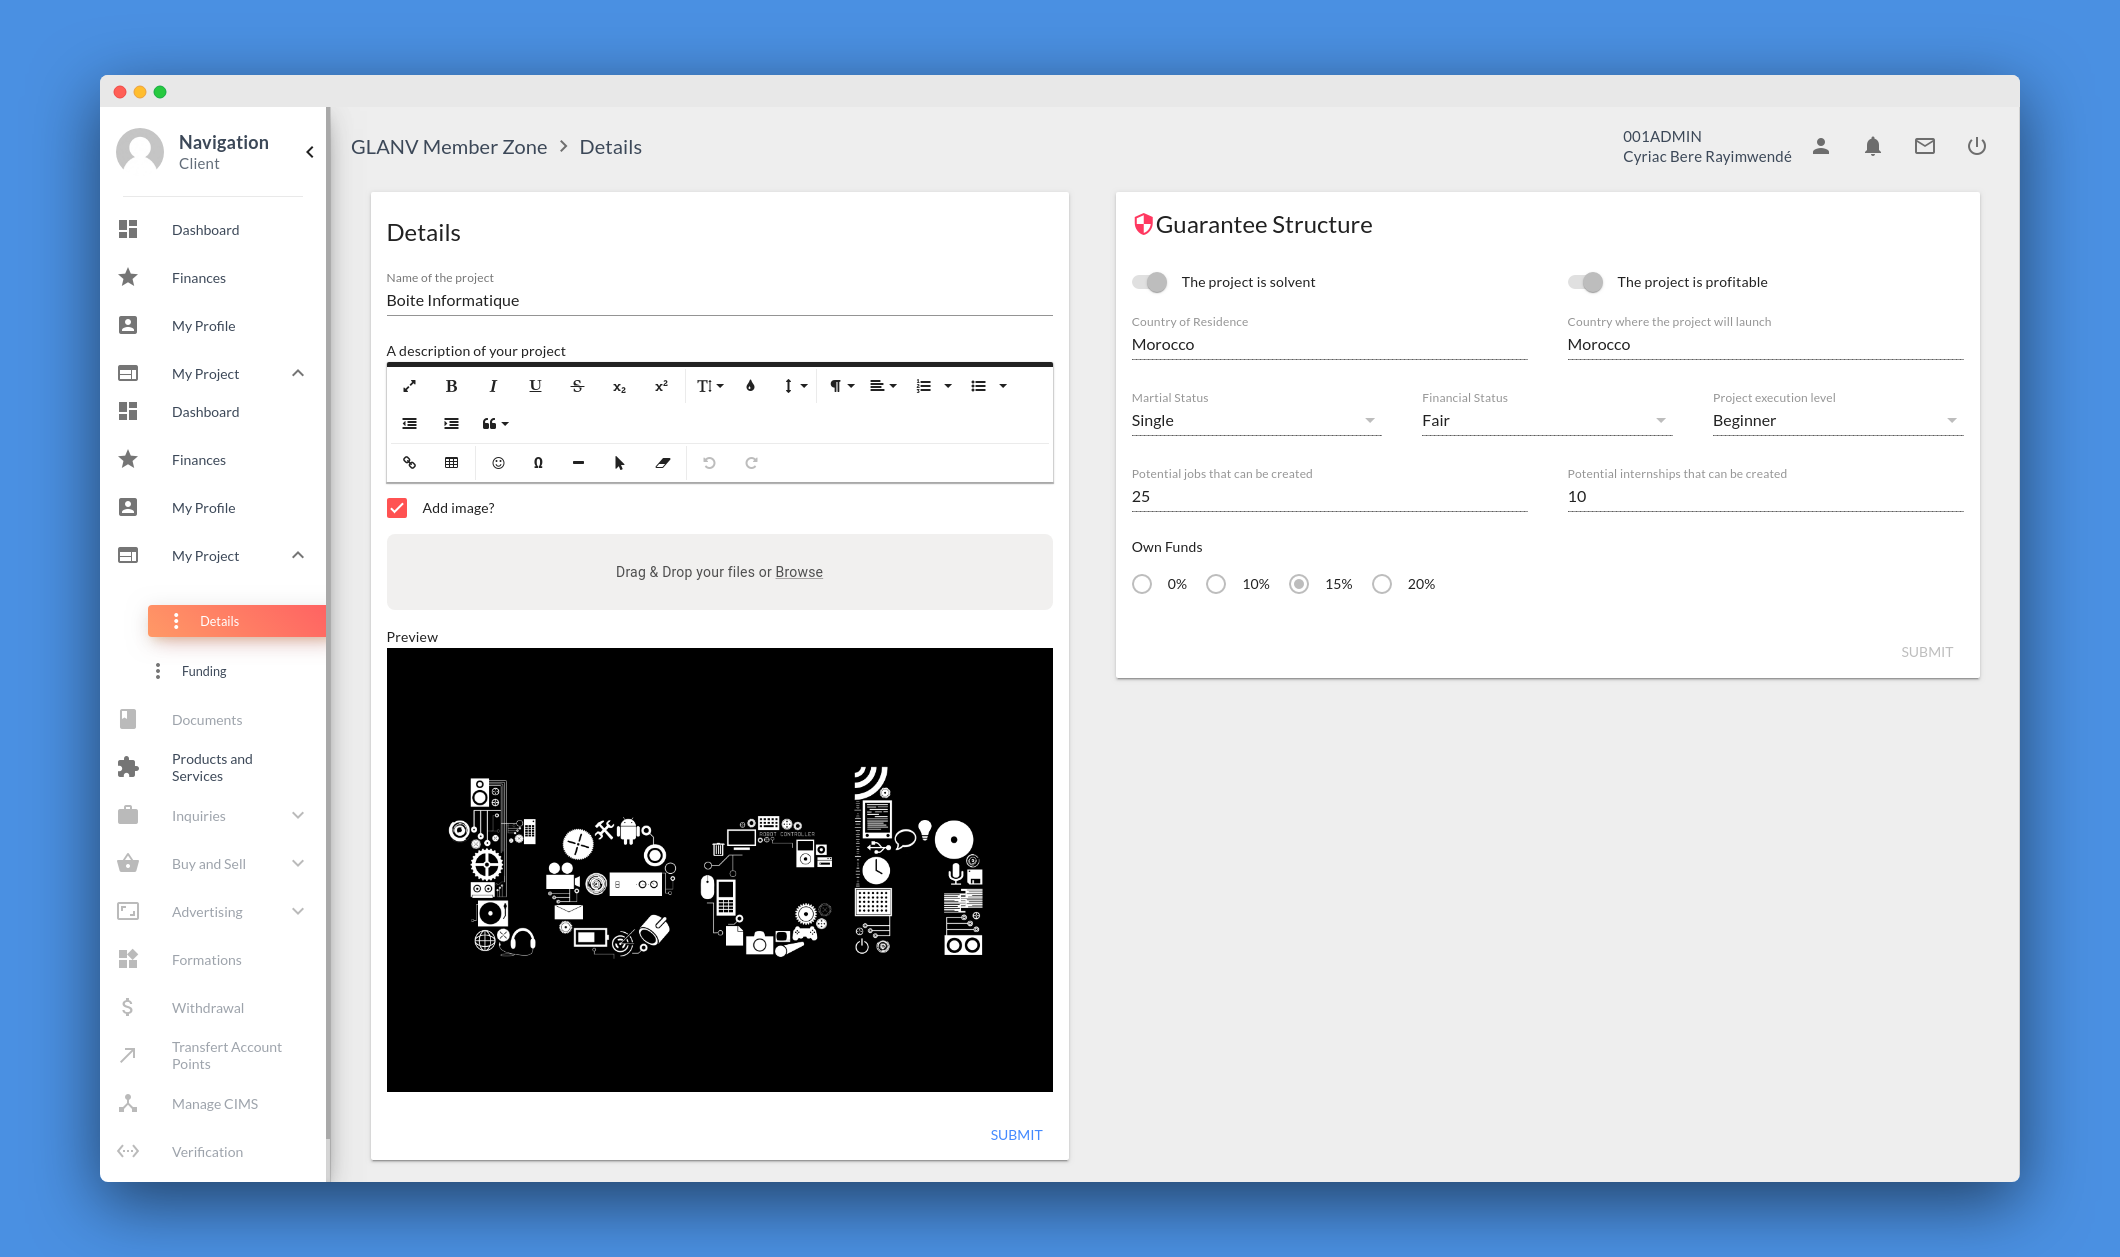 Navigation
Client
Dashboard
Finances
My Profile
My Project
Dashboard
Finances
My Profile
My Project
Details
Funding
Documents
Products and
Services
Inquiries
Buy and Sell
Advertising
Formations
Withdrawal
Transfert Account
Points
Manage CIMS
Verification
GLANV Member Zone > Details
001ADMIN
Cyriac Bere Rayimwendé
Details
Name of the project
Boite Informatique
A description of your project
Add image?
Drag & Drop your files or Browse
Preview
ROBOT CONTROLLER
tech
SUBMIT
Guarantee Structure
The project is solvent
The project is profitable
Country of Residence
Morocco
Country where the project will launch
Morocco
Martial Status
Single
Financial Status
Fair
Project execution level
Beginner
Potential jobs that can be created
25
Potential internships that can be created
10
Own Funds
0% 10% 15% 20%
SUBMIT